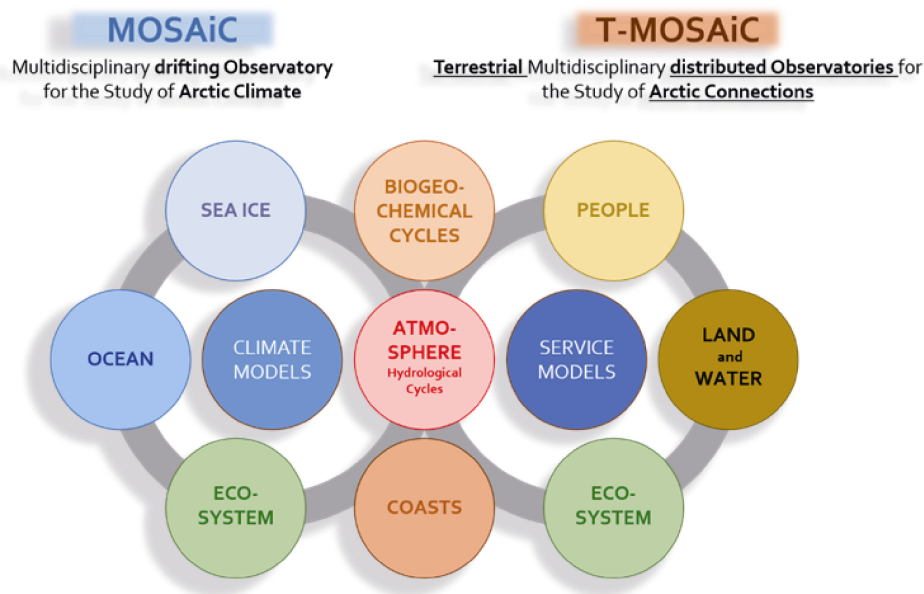 MOSAiC
Multidisciplinary drifting Observatory
for the Study of Arctic Climate
T-MOSAiC
Terrestrial Multidisciplinary distributed Observatories for
the Study of Arctic Connections
SEA ICE
BIOGEO-
CHEMICAL
CYCLES
PEOPLE
OCEAN
CLIMATE
MODELS
ATMO-
SPHERE
Hydrological
Cycles
SERVICE
MODELS
LAND
and
WATER
ECO-
SYSTEM
COASTS
ECO-
SYSTEM